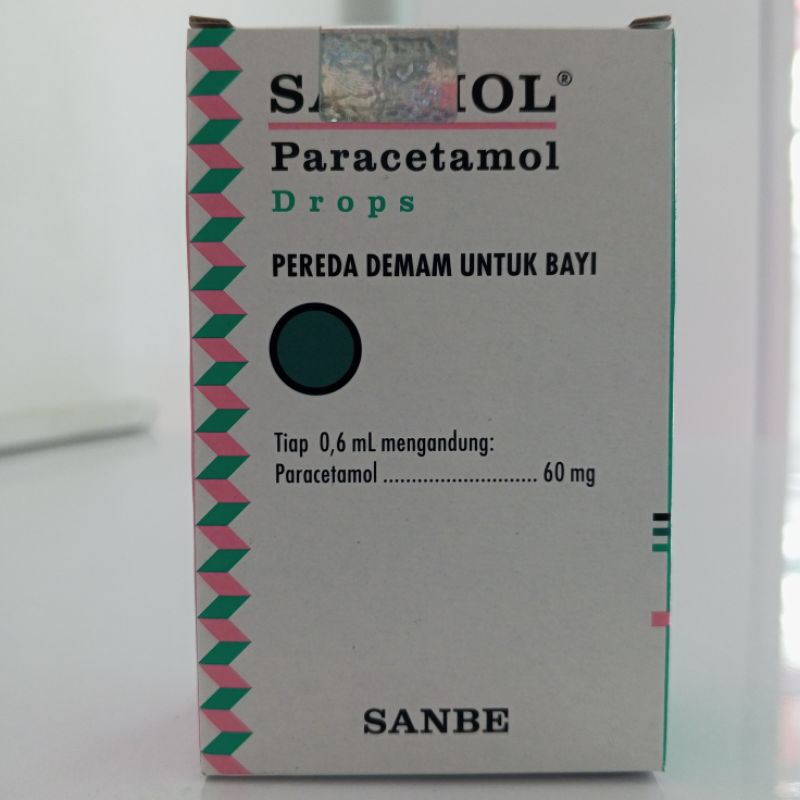 Paracetamol
Drops
PEREDA DEMAM UNTUK BAYI
Tiap 0,6 mL mengandung:
Paracetamol ........................... 60 mg
SANBE